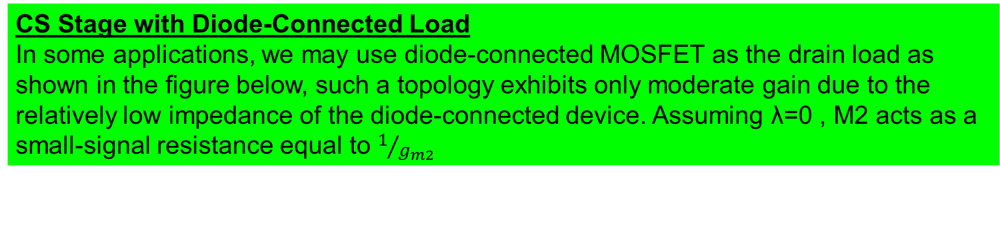 CS Stage with Diode-Connected Load
In some applications, we may use diode-connected MOSFET as the drain load as
shown in the figure below, such a topology exhibits only moderate gain due to the
relatively low impedance of the diode-connected device. Assuming λ=0 , M2 acts as a
small-signal resistance equal to 1/gm2